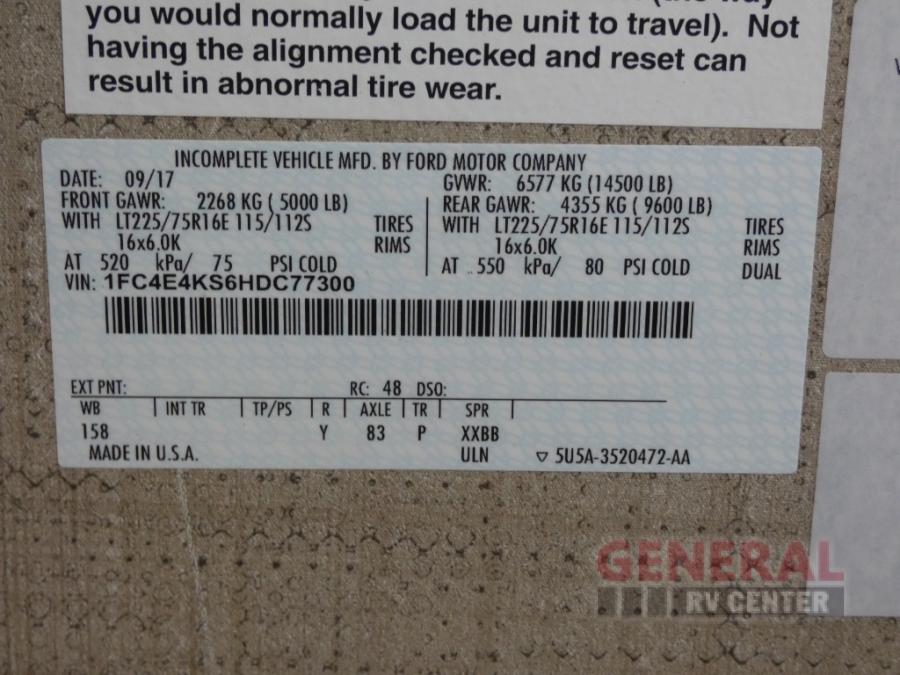 you would normally load the unit to travel). Not
having the alignment checked and reset can
result in abnormal tire wear.
INCOMPLETE VEHICLE MFD. BY FORD MOTOR COMPANY
DATE: 09/17 GVWR: 6577 KG (14500 LB)
FRONT GAWR: 2268 KG ( 5000 LB) REAR GAWR: 4355 KG ( 9600 LB)
WITH LT225/75R16E 115/112S TIRES WITH LT225/75R16E 115/112S TIRES
16x6.0K RIMS 16x6.0K RIMS
AT 520 kPa/ 75 PSI COLD AT 550 kPa/ 80 PSI COLD DUAL
VIN: 1FC4E4KS6HDC77300
EXT PNT: RC: 48 DSO:
WB INT TR TP/PS R AXLE TR SPR
158 Y 83 P XXBB
MADE IN U.S.A. ULN ▽ 5U5A-3520472-AA
GENERAL
RV CENTER